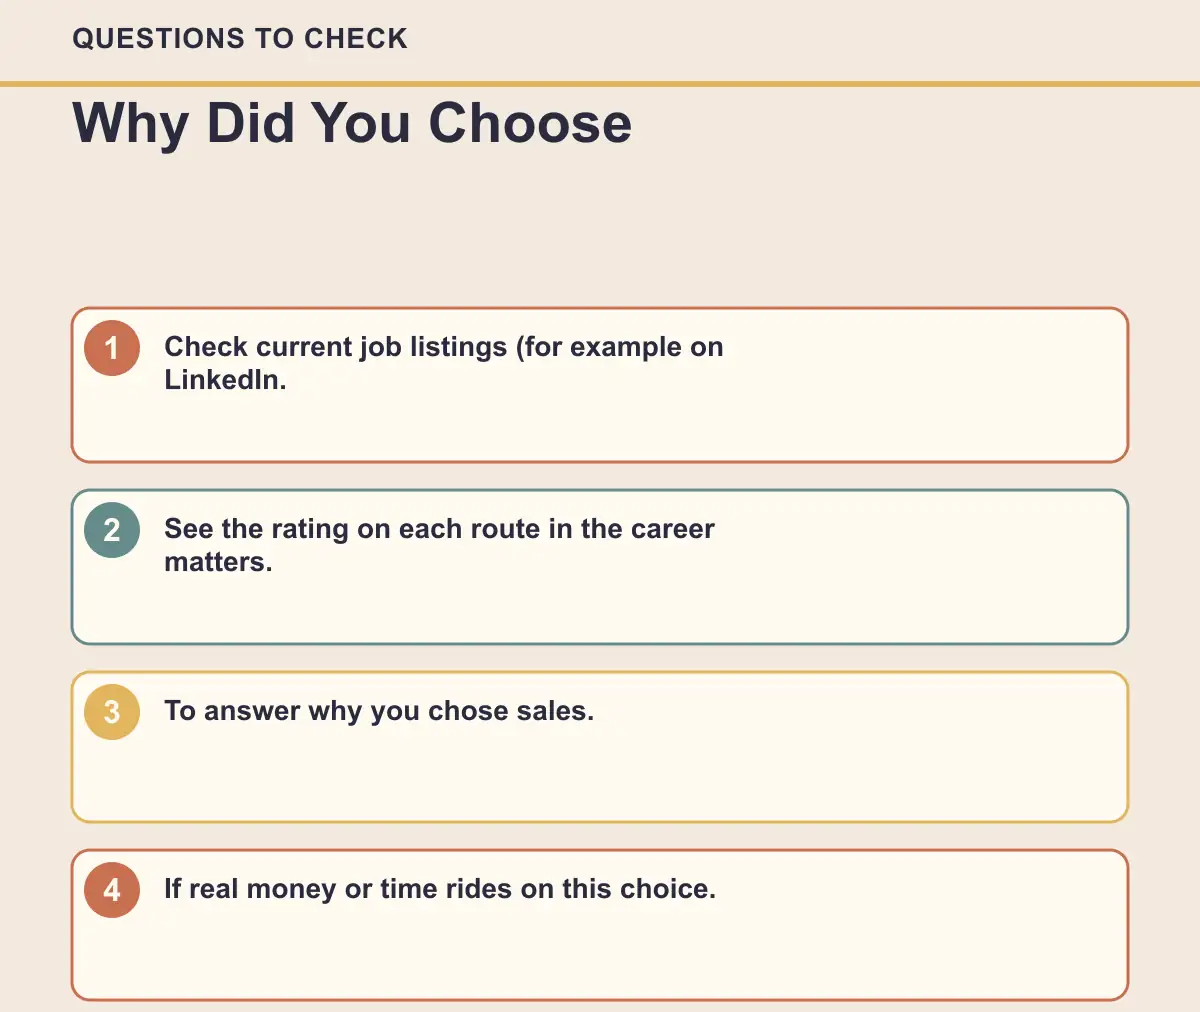 QUESTIONS TO CHECK
Why Did You Choose
1
Check current job listings (for example on
LinkedIn.
2
See the rating on each route in the career
matters.
3
To answer why you chose sales.
4
If real money or time rides on this choice.